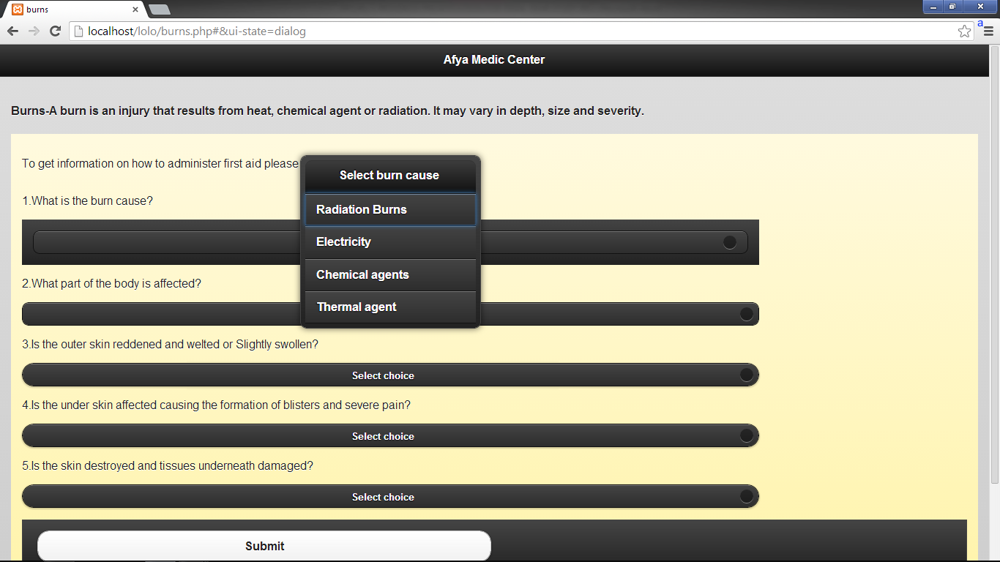 burns
localhost/lolo/burns.php#&ui-state=dialog
a
Afya Medic Center
Burns-A burn is an injury that results from heat, chemical agent or radiation. It may vary in depth, size and severity.
To get information on how to administer first aid please
Select burn cause
Radiation Burns
Electricity
Chemical agents
Thermal agent
1.What is the burn cause?
2.What part of the body is affected?
3.Is the outer skin reddened and welted or Slightly swollen?
Select choice
4.Is the under skin affected causing the formation of blisters and severe pain?
Select choice
5.Is the skin destroyed and tissues underneath damaged?
Select choice
Submit